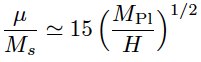 μ/M_s ≃ 15 (M_Pl/H)^{1/2}